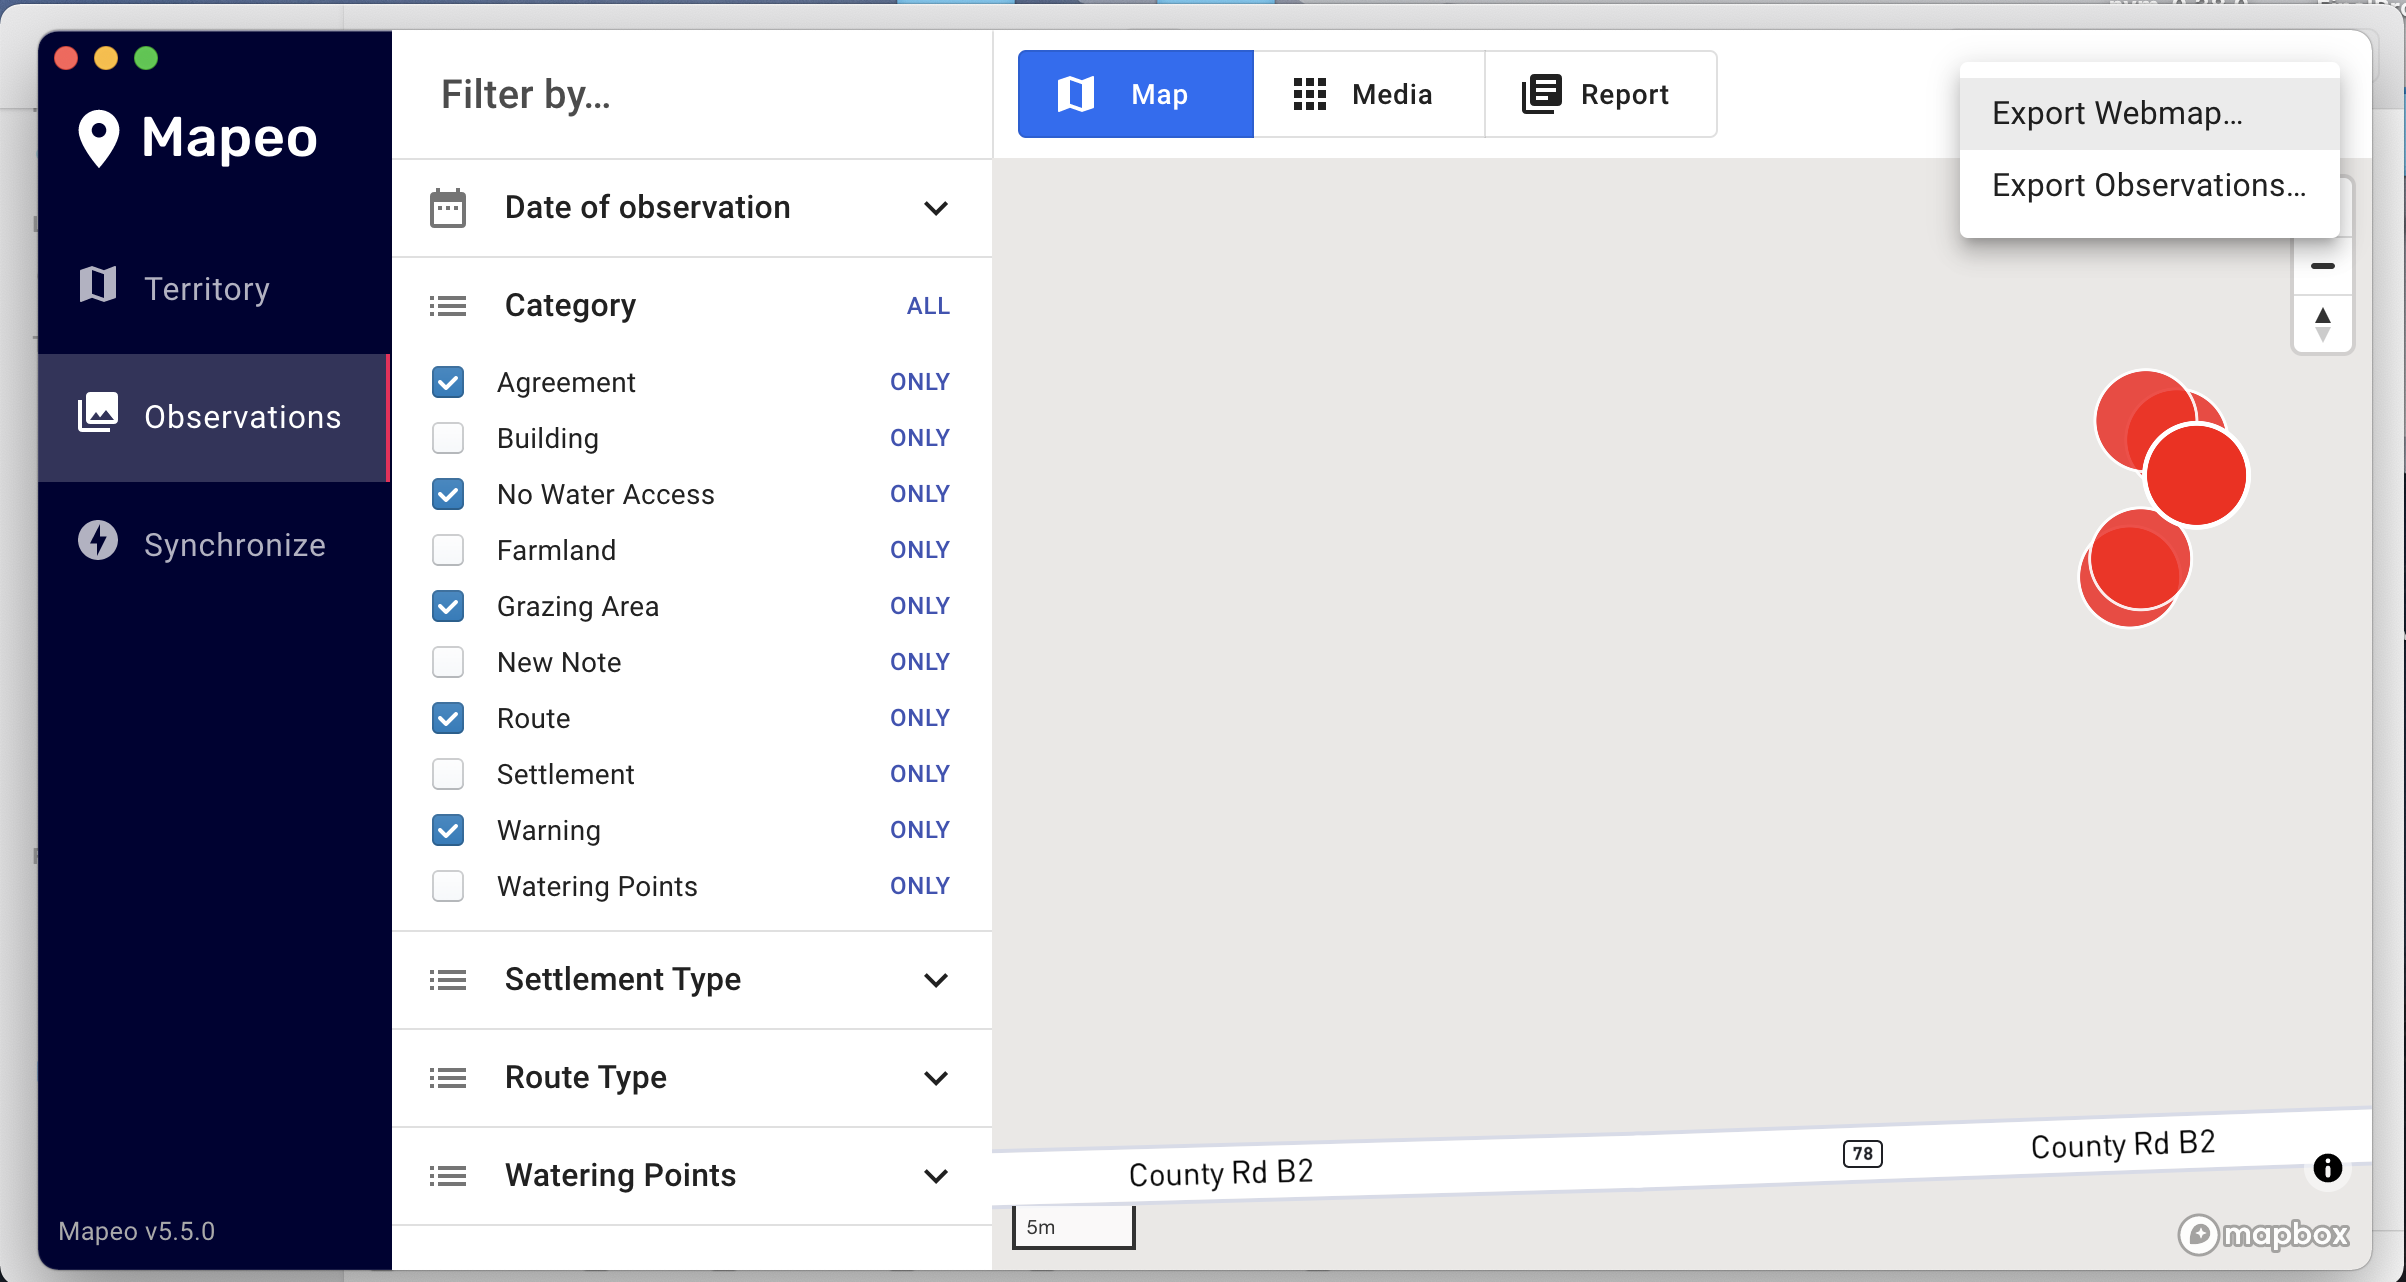 Mapeo
Territory
Observations
Synchronize
Mapeo v5.5.0
Filter by...
Date of observation
Category
ALL
Agreement
ONLY
Building
ONLY
No Water Access
ONLY
Farmland
ONLY
Grazing Area
ONLY
New Note
ONLY
Route
ONLY
Settlement
ONLY
Warning
ONLY
Watering Points
ONLY
Settlement Type
Route Type
Watering Points
Map
Media
Report
Export Webmap...
Export Observations...
County Rd B2
78
County Rd B2
5m
mapbox